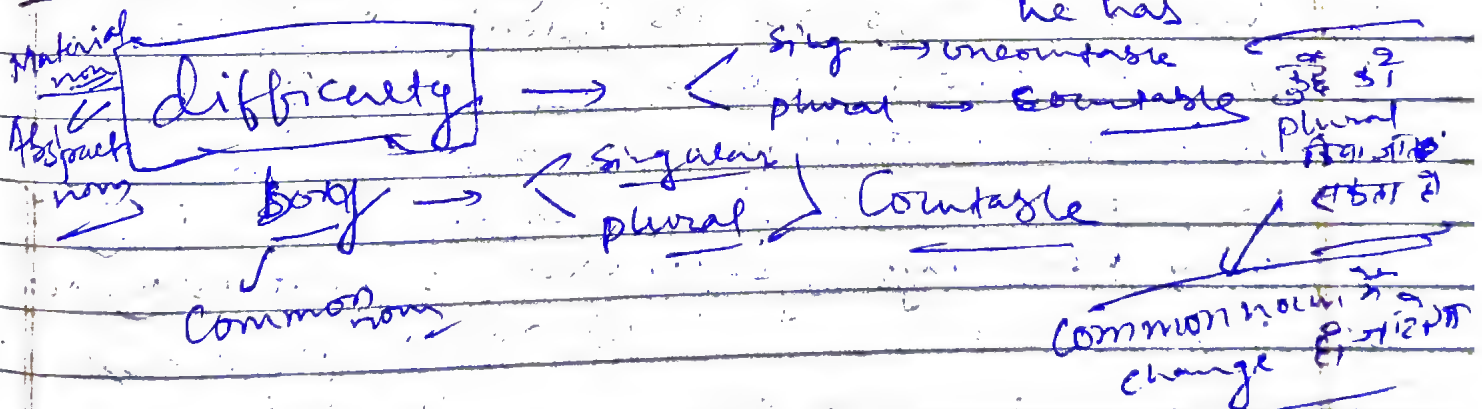 he has
Material noun
difficulty → sing → uncountable
plural → Countable
Abstract noun
plural
किया जा
सकता है
boy → singular
plural
Countable
Common noun
Common noun में
change